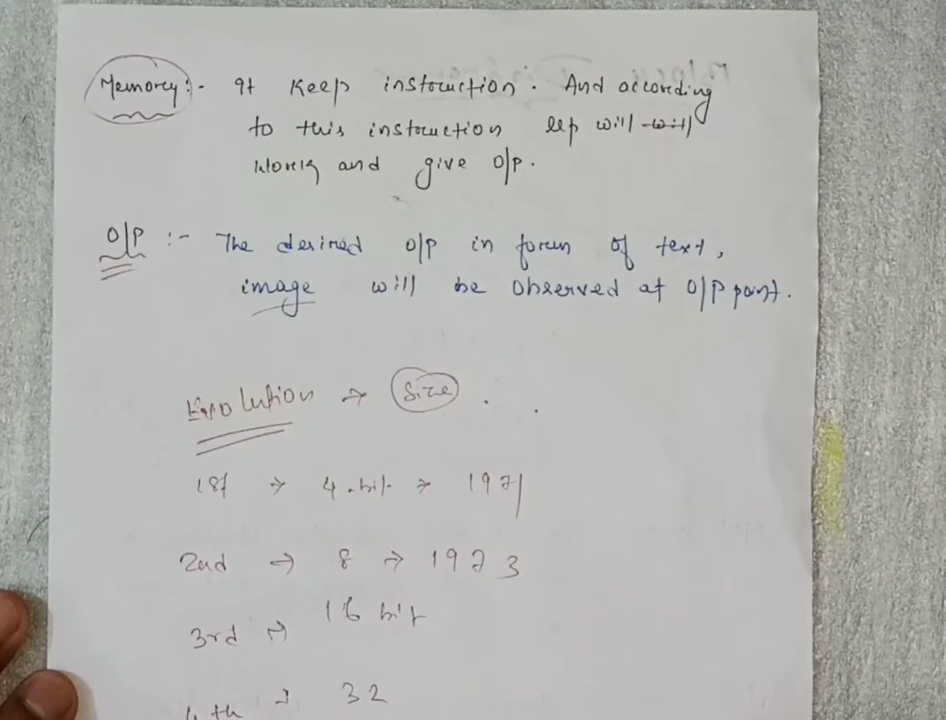 Memory :- It keep instruction. And according
to this instruction up will will
work and give O/P.
O/P :- The desired O/P in form of text,
image will be observed at O/P point.
Evolution → Size .
1st → 4 bit → 1971
2nd → 8 → 1973
3rd → 16 bit
4th → 32